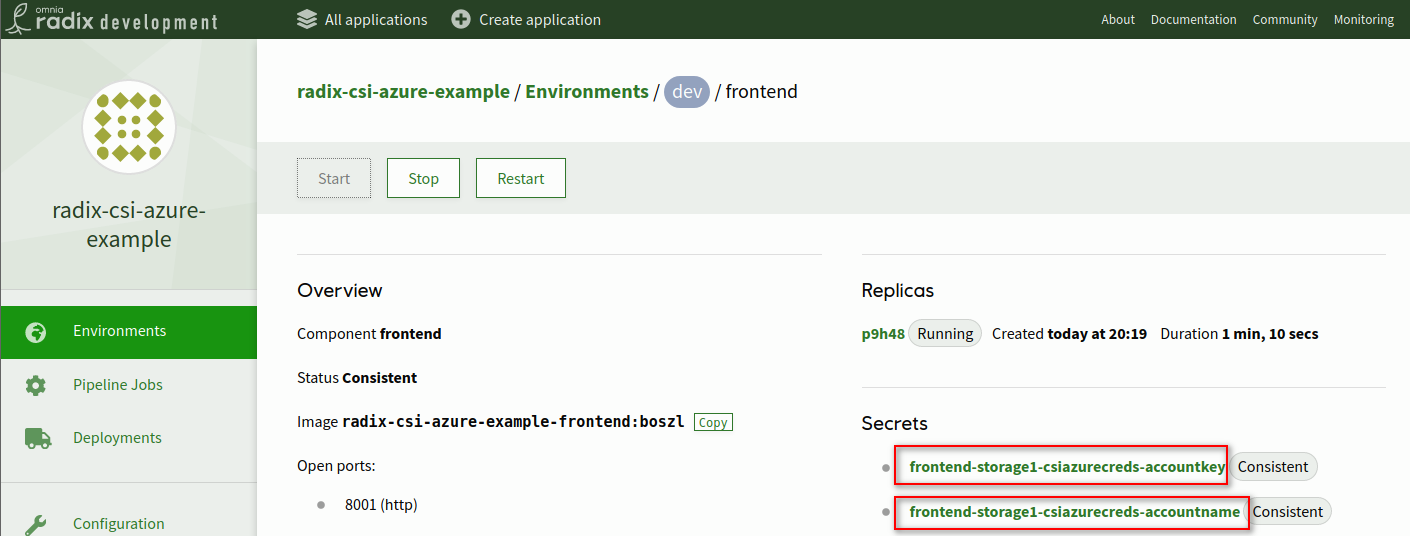 omnia
radix development
All applications
Create application
About
Documentation
Community
Monitoring
radix-csi-azure-
example
Environments
Pipeline Jobs
Deployments
Configuration
radix-csi-azure-example / Environments / dev / frontend
Start
Stop
Restart
Overview
Component frontend
Status Consistent
Image radix-csi-azure-example-frontend:boszl Copy
Open ports:
8001 (http)
Replicas
p9h48 Running Created today at 20:19 Duration 1 min, 10 secs
Secrets
frontend-storage1-csiazurecreds-accountkey Consistent
frontend-storage1-csiazurecreds-accountname Consistent